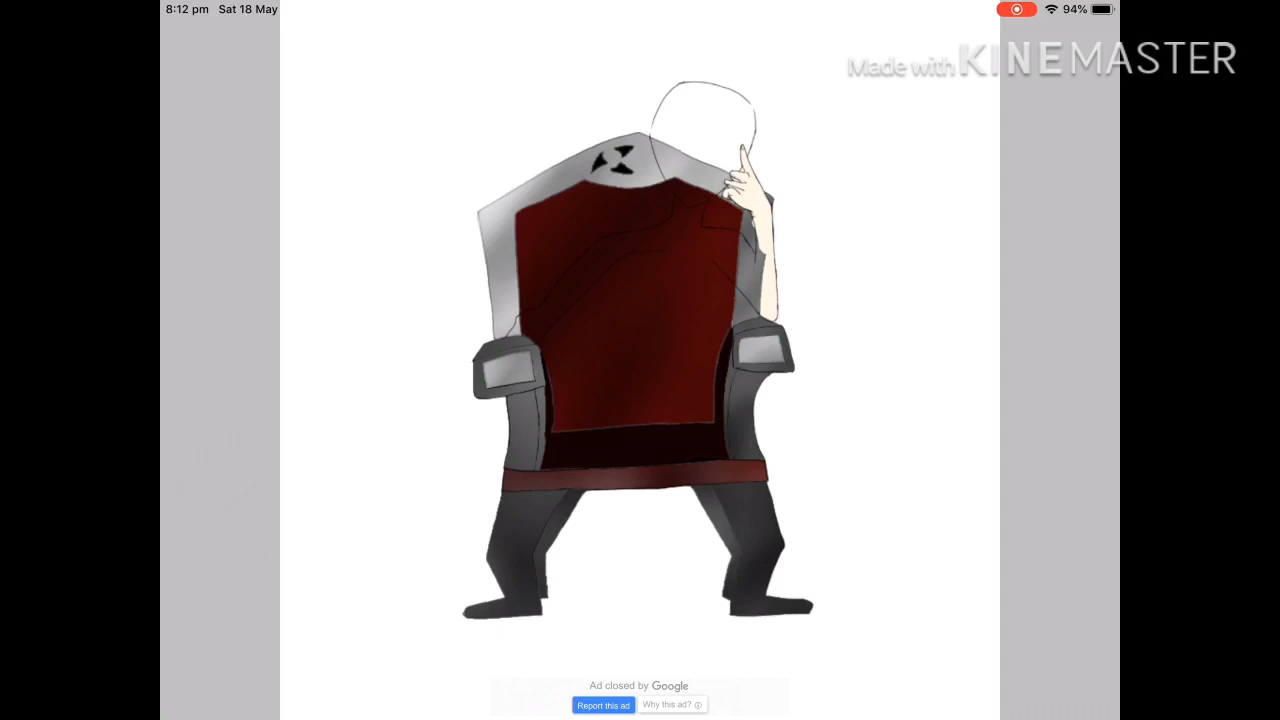 8:12 pm Sat 18 May
94%
Made with KINEMASTER
Ad closed by Google
Report this ad
Why this ad?